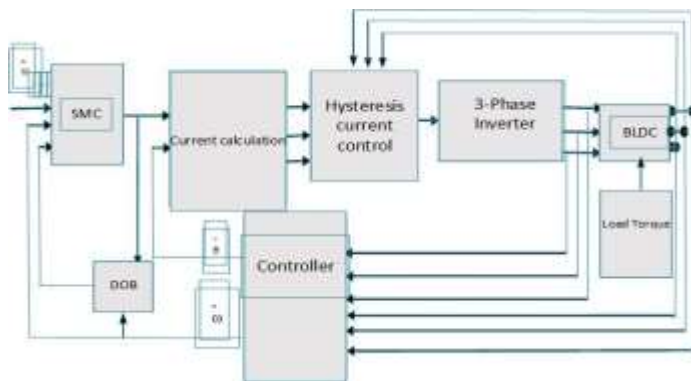 SMC
Current calculation
Hysteresis
current
control
3-Phase
Inverter
BLDC
Load Torque
Controller
DOB